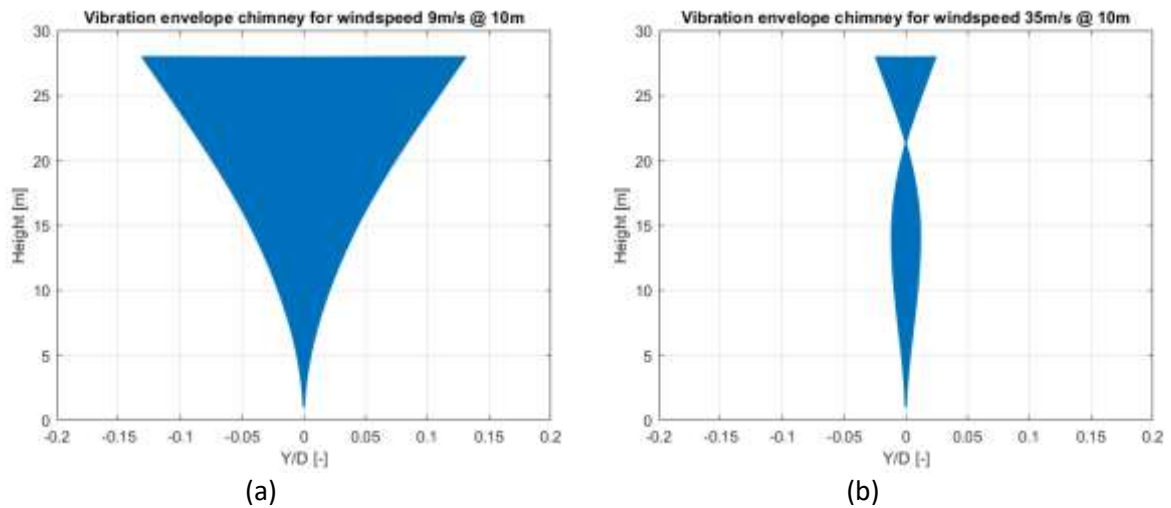 Vibration envelope chimney for windspeed 9m/s @ 10m
30
25
20
15
10
5
0
Height [m]
-0.2 -0.15 -0.1 -0.05 0 0.05 0.1 0.15 0.2
Y/D [-]
(a)
Vibration envelope chimney for windspeed 35m/s @ 10m
30
25
20
15
10
5
0
Height [m]
-0.2 -0.15 -0.1 -0.05 0 0.05 0.1 0.15 0.2
Y/D [-]
(b)